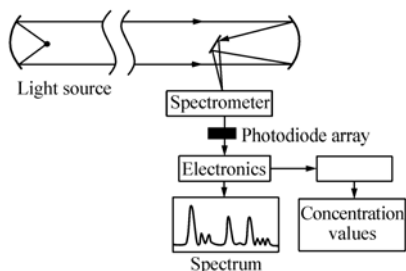 Light source
Spectrometer
Photodiode array
Electronics
Concentration
values
Spectrum